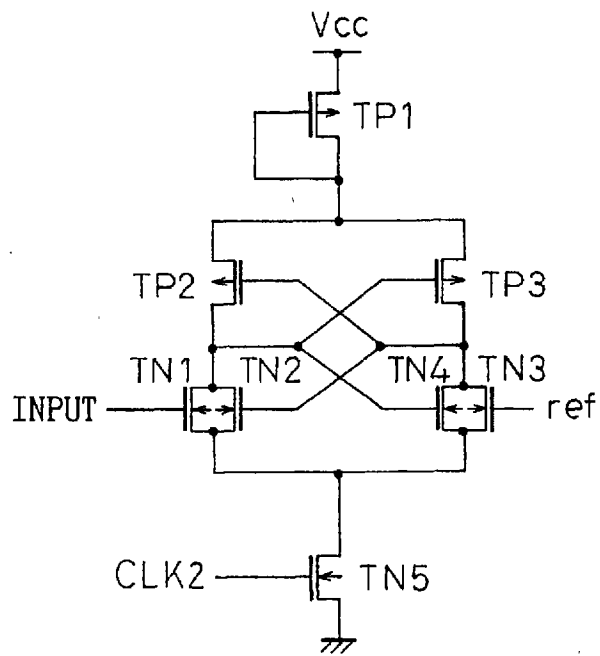 Vcc
TP1
TP2
TP3
TN1
TN2
TN4
TN3
INPUT
ref
CLK2
TN5